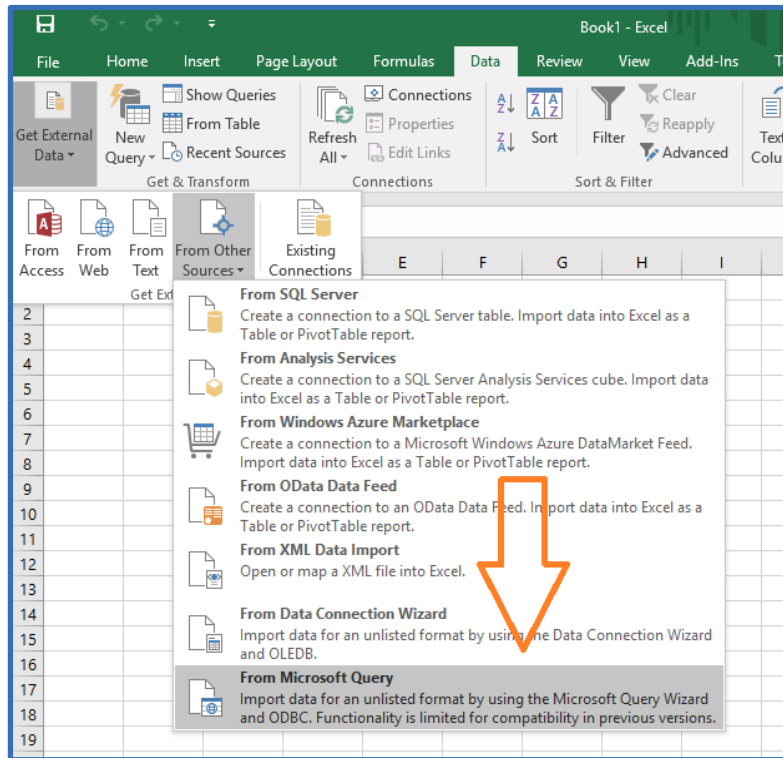 Book1 - Excel
File Home Insert Page Layout Formulas Data Review View Add-Ins T
Get External Data
New Query
Show Queries
From Table
Recent Sources
Get & Transform
Refresh All
Connections
Properties
Edit Links
Connections
A Z
Z A
Z A A Z
Sort
Filter
Clear
Reapply
Advanced
Sort & Filter
Text
Colu
From Access
From Web
From Text
From Other Sources
Existing Connections
Get Ext
E F G H I
From SQL Server
Create a connection to a SQL Server table. Import data into Excel as a
Table or PivotTable report.
From Analysis Services
Create a connection to a SQL Server Analysis Services cube. Import data
into Excel as a Table or PivotTable report.
From Windows Azure Marketplace
Create a connection to a Microsoft Windows Azure DataMarket Feed.
Import data into Excel as a Table or PivotTable report.
From OData Data Feed
Create a connection to an OData Data Feed. Import data into Excel as a
Table or PivotTable report.
From XML Data Import
Open or map a XML file into Excel.
From Data Connection Wizard
Import data for an unlisted format by using the Data Connection Wizard
and OLEDB.
From Microsoft Query
Import data for an unlisted format by using the Microsoft Query Wizard
and ODBC. Functionality is limited for compatibility in previous versions.
2
3
4
5
6
7
8
9
10
11
12
13
14
15
16
17
18
19